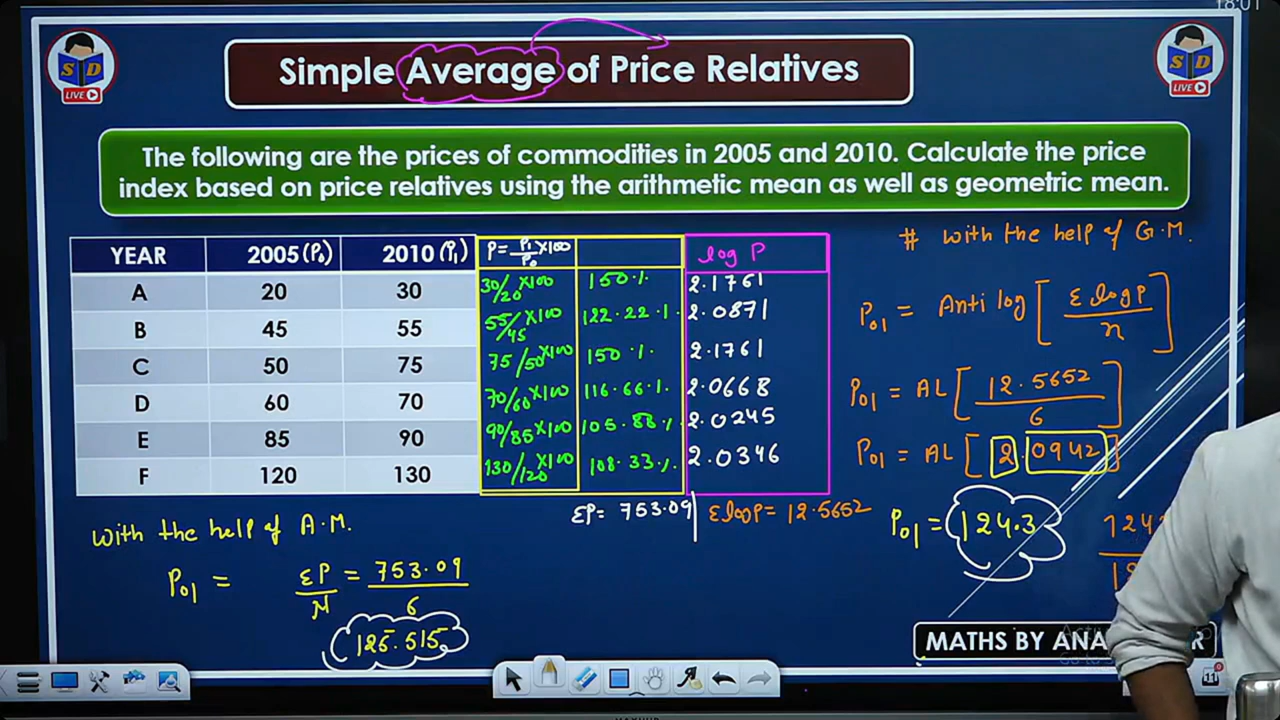 18:01
S D
LIVE
Simple Average of Price Relatives
S D
LIVE
The following are the prices of commodities in 2005 and 2010. Calculate the price
index based on price relatives using the arithmetic mean as well as geometric mean.
YEAR 2005 (P₀) 2010 (P₁) P = P₁/P₀ × 100 log P
A 20 30 30/20 × 100 150 % 2.1761
B 45 55 55/45 × 100 122.22 % 2.0871
C 50 75 75/50 × 100 150 % 2.1761
D 60 70 70/60 × 100 116.66 % 2.0668
E 85 90 90/85 × 100 105.88 % 2.0245
F 120 130 130/120 × 100 108.33 % 2.0346
ΣP = 753.09 Σ log P = 12.5652
# with the help of G.M.
P₀₁ = Anti log [ Σ log P / n ]
P₀₁ = AL [ 12.5652 / 6 ]
P₀₁ = AL [ 2.0942 ]
P₀₁ = 124.3
with the help of A.M.
P₀₁ = ΣP / N = 753.09 / 6
125.515
MATHS BY